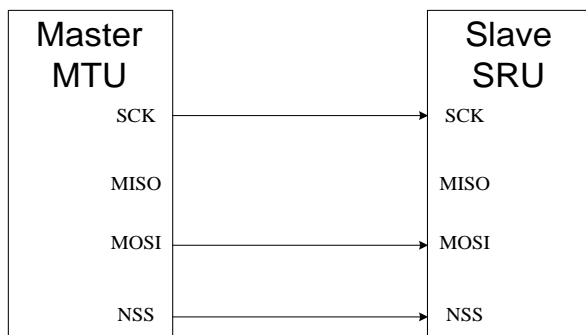 Master
MTU
SCK
MISO
MOSI
NSS
Slave
SRU
SCK
MISO
MOSI
NSS